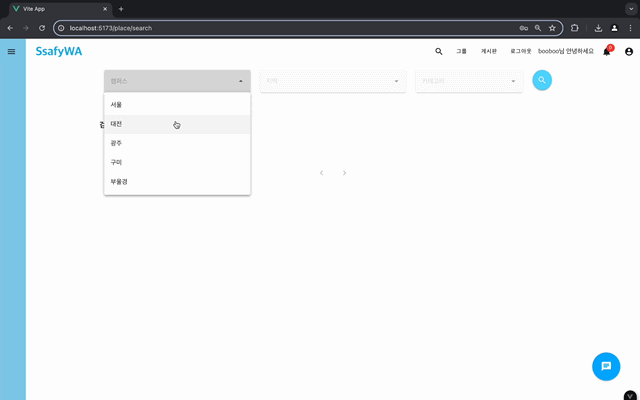 Vite App
localhost:5173/place/search
SsafyWA
그룹
게시판
로그아웃
booboo님 안녕하세요
캠퍼스
지역
카테고리
서울
대전
광주
구미
부울경